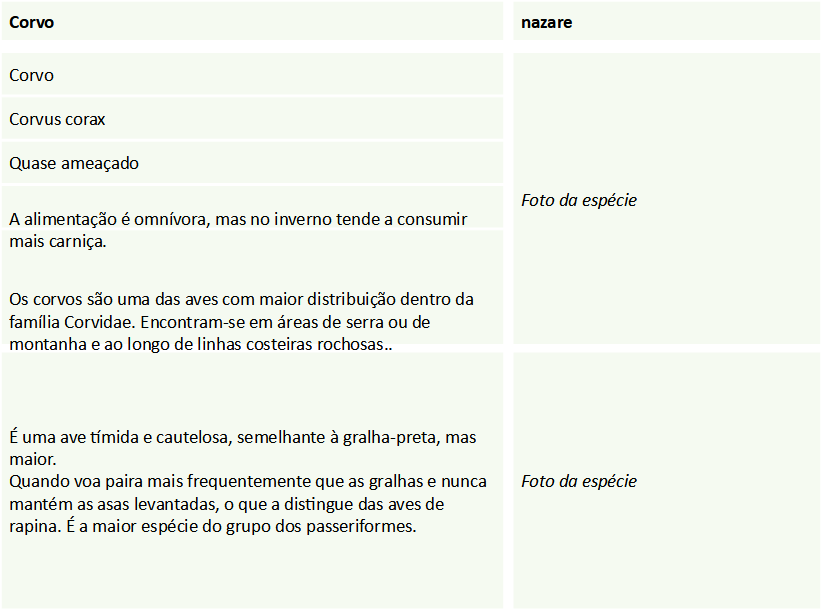 Corvo
nazare
Corvo
Corvus corax
Quase ameaçado
Foto da espécie
A alimentação é omnívora, mas no inverno tende a consumir
mais carniça.
Os corvos são uma das aves com maior distribuição dentro da
família Corvidae. Encontram-se em áreas de serra ou de
montanha e ao longo de linhas costeiras rochosas..
É uma ave tímida e cautelosa, semelhante à gralha-preta, mas
maior.
Quando voa paira mais frequentemente que as gralhas e nunca
mantém as asas levantadas, o que a distingue das aves de
rapina. É a maior espécie do grupo dos passeriformes.
Foto da espécie